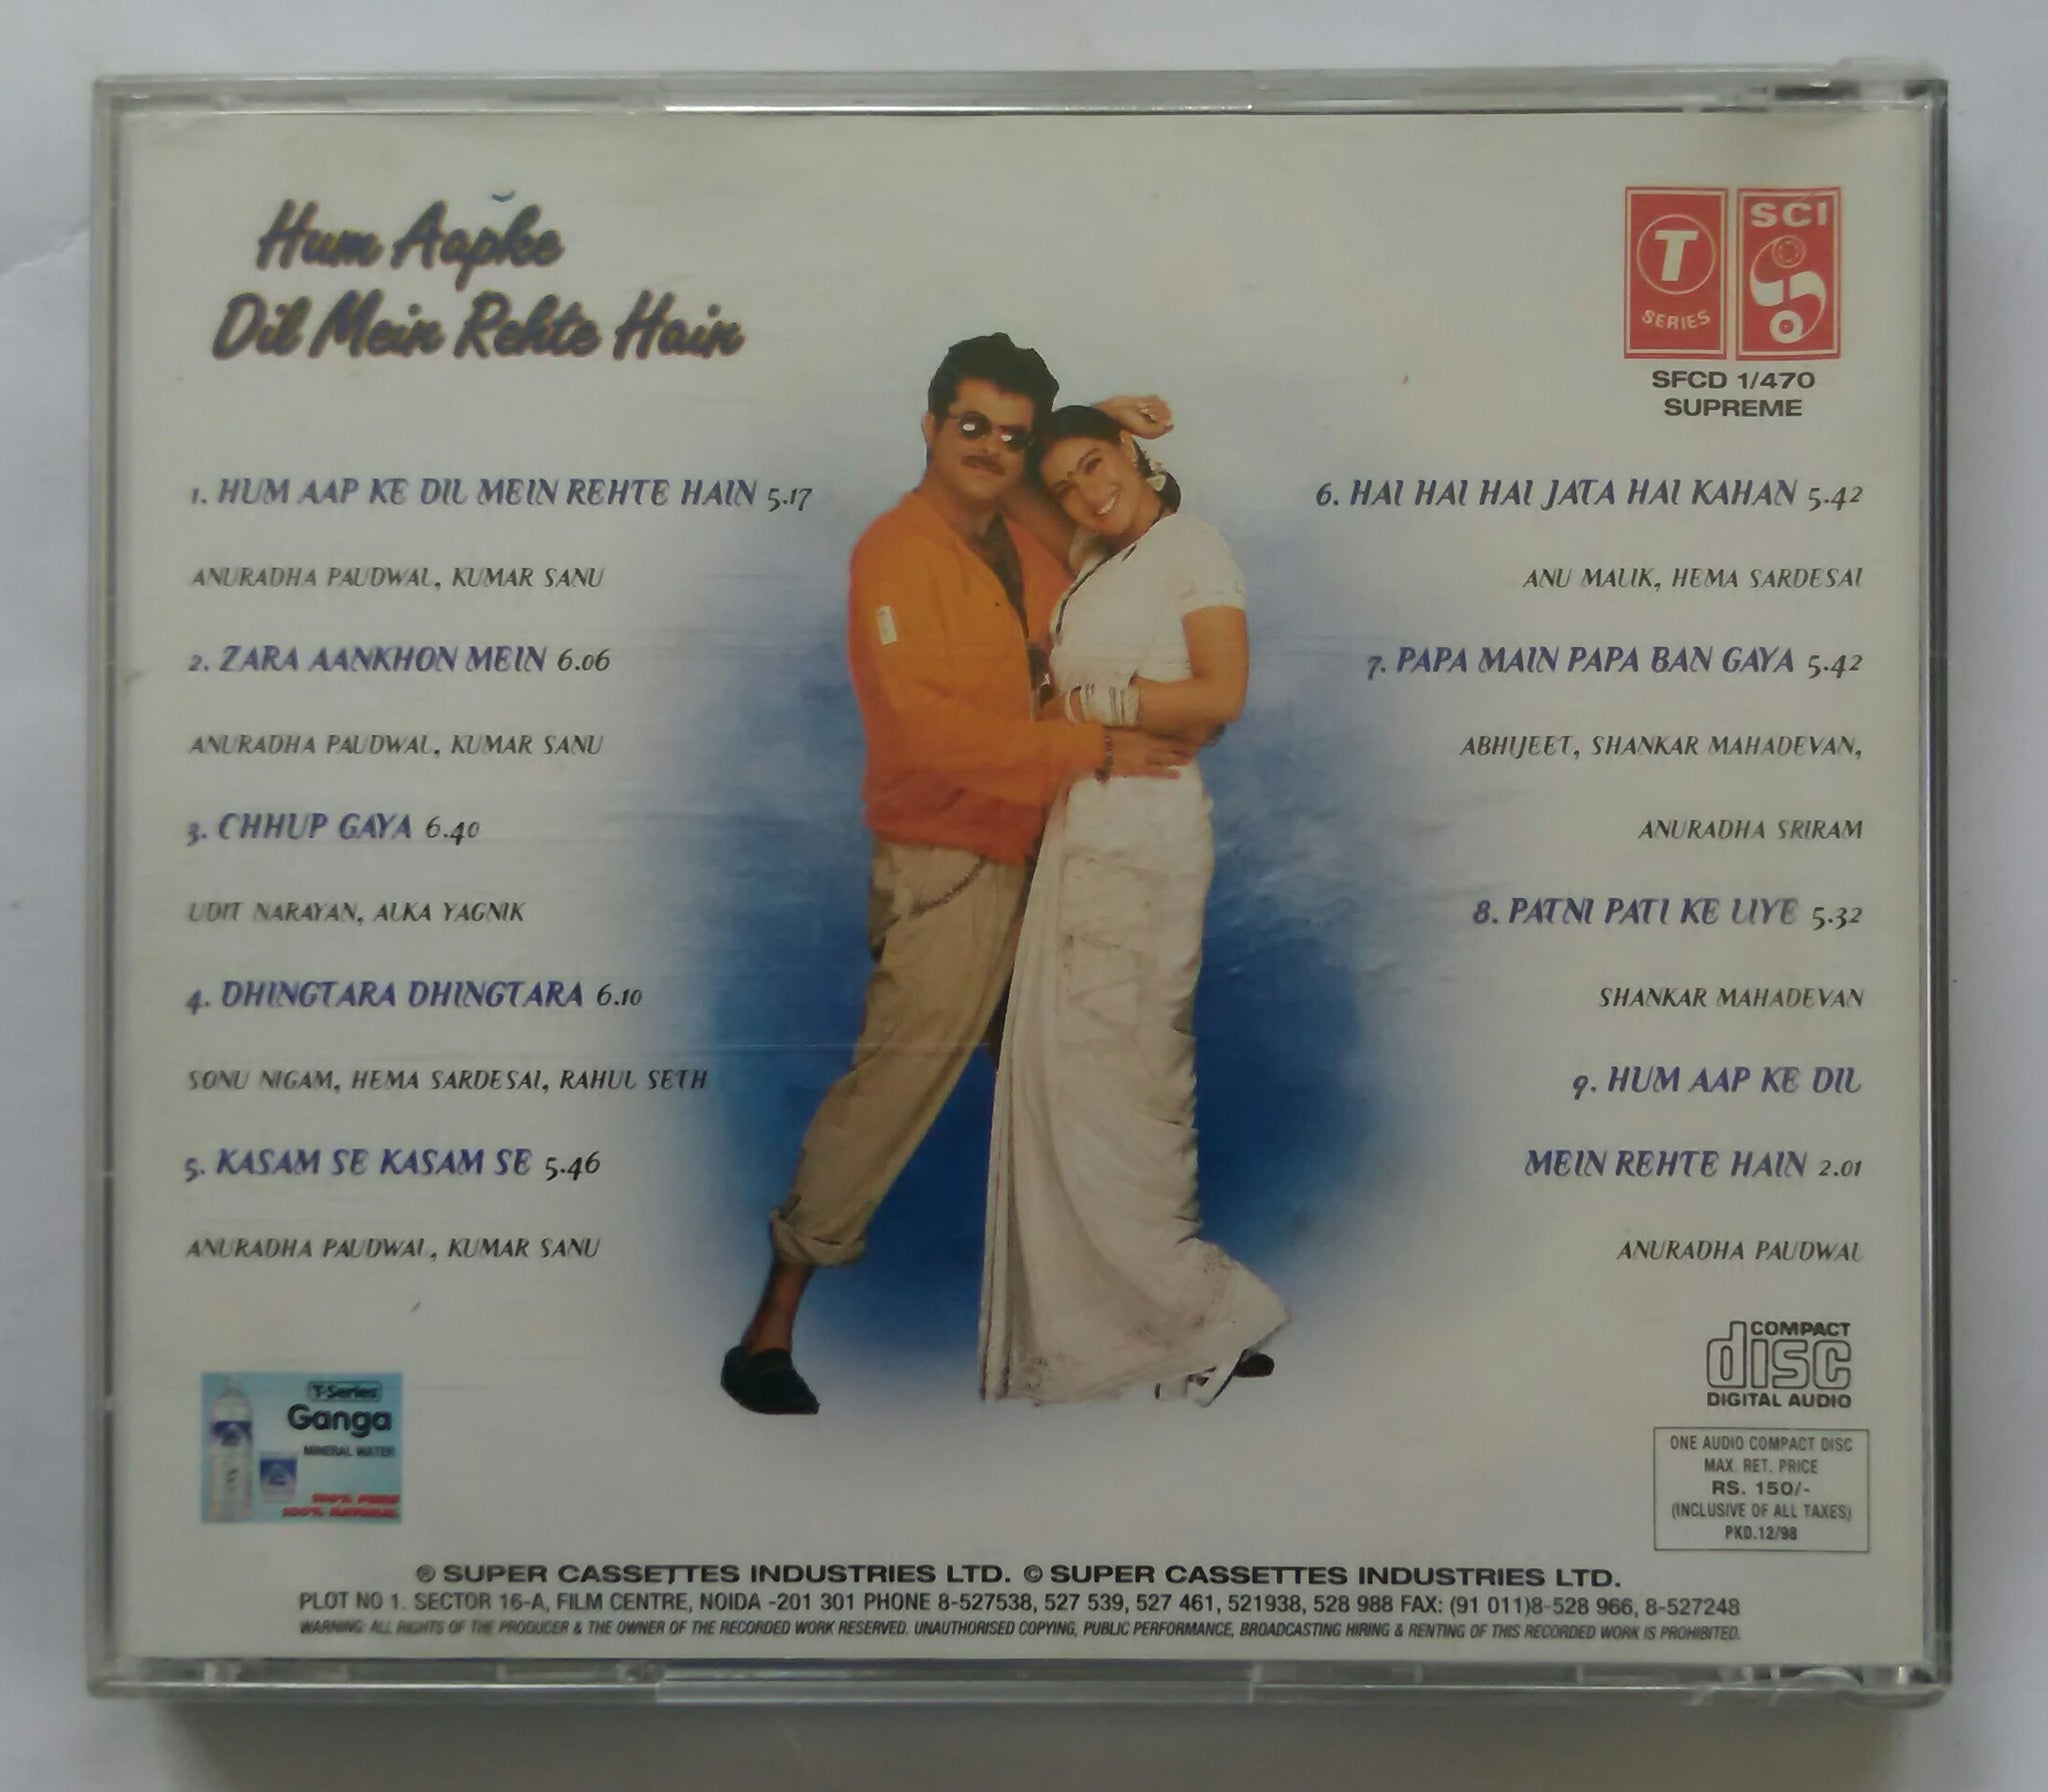 Hum Aapke
Dil Mein Rehte Hain
T
SERIES
SCI
SFCD 1/470
SUPREME
1. HUM AAP KE DIL MEIN REHTE HAIN 5.17
ANURADHA PAUDWAL, KUMAR SANU
2. ZARA AANKHON MEIN 6.06
ANURADHA PAUDWAL, KUMAR SANU
3. CHHUP GAYA 6.40
UDIT NARAYAN, ALKA YAGNIK
4. DHINGTARA DHINGTARA 6.10
SONU NIGAM, HEMA SARDESAI, RAHUL SETH
5. KASAM SE KASAM SE 5.46
ANURADHA PAUDWAL, KUMAR SANU
6. HAI HAI HAI JATA HAI KAHAN 5.42
ANU MALIK, HEMA SARDESAI
7. PAPA MAIN PAPA BAN GAYA 5.42
ABHIJEET, SHANKAR MAHADEVAN,
ANURADHA SRIRAM
8. PATNI PATI KE LIYE 5.32
SHANKAR MAHADEVAN
9. HUM AAP KE DIL
MEIN REHTE HAIN 2.01
ANURADHA PAUDWAL
T-Series
Ganga
MINERAL WATER
100% PURE
100% NATURAL
COMPACT
disc
DIGITAL AUDIO
ONE AUDIO COMPACT DISC
MAX. RET. PRICE
RS. 150/-
(INCLUSIVE OF ALL TAXES)
PKD.12/98
℗ SUPER CASSETTES INDUSTRIES LTD. © SUPER CASSETTES INDUSTRIES LTD.
PLOT NO 1. SECTOR 16-A, FILM CENTRE, NOIDA -201 301 PHONE 8-527538, 527 539, 527 461, 521938, 528 988 FAX: (91 011)8-528 966, 8-527248
WARNING: ALL RIGHTS OF THE PRODUCER & THE OWNER OF THE RECORDED WORK RESERVED. UNAUTHORISED COPYING, PUBLIC PERFORMANCE, BROADCASTING HIRING & RENTING OF THIS RECORDED WORK IS PROHIBITED.